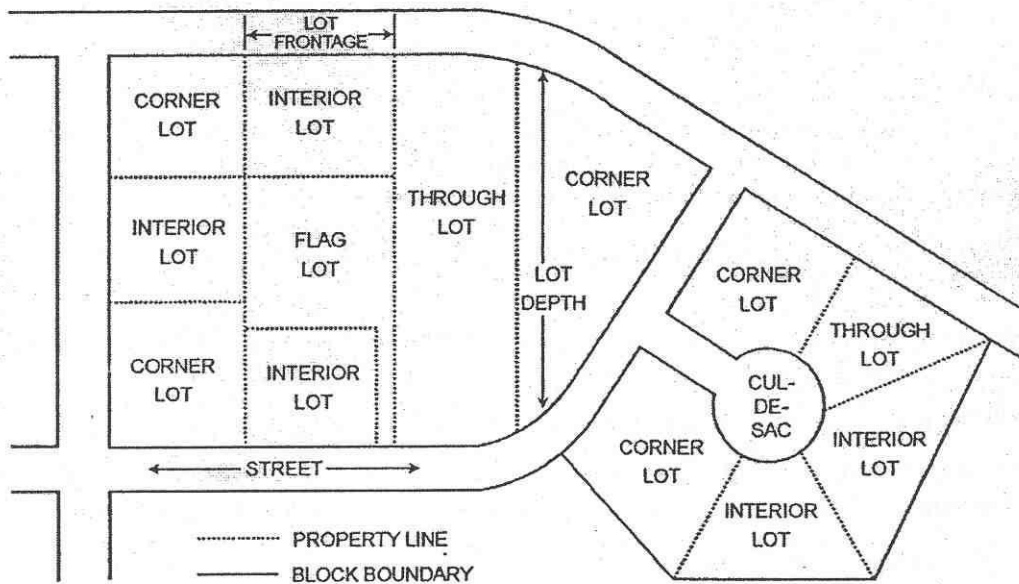 LOT
FRONTAGE
CORNER
LOT
INTERIOR
LOT
THROUGH
LOT
CORNER
LOT
INTERIOR
LOT
FLAG
LOT
LOT
DEPTH
CORNER
LOT
INTERIOR
LOT
STREET
CORNER
LOT
THROUGH
LOT
CUL-
DE-
SAC
CORNER
LOT
INTERIOR
LOT
INTERIOR
LOT
PROPERTY LINE
BLOCK BOUNDARY